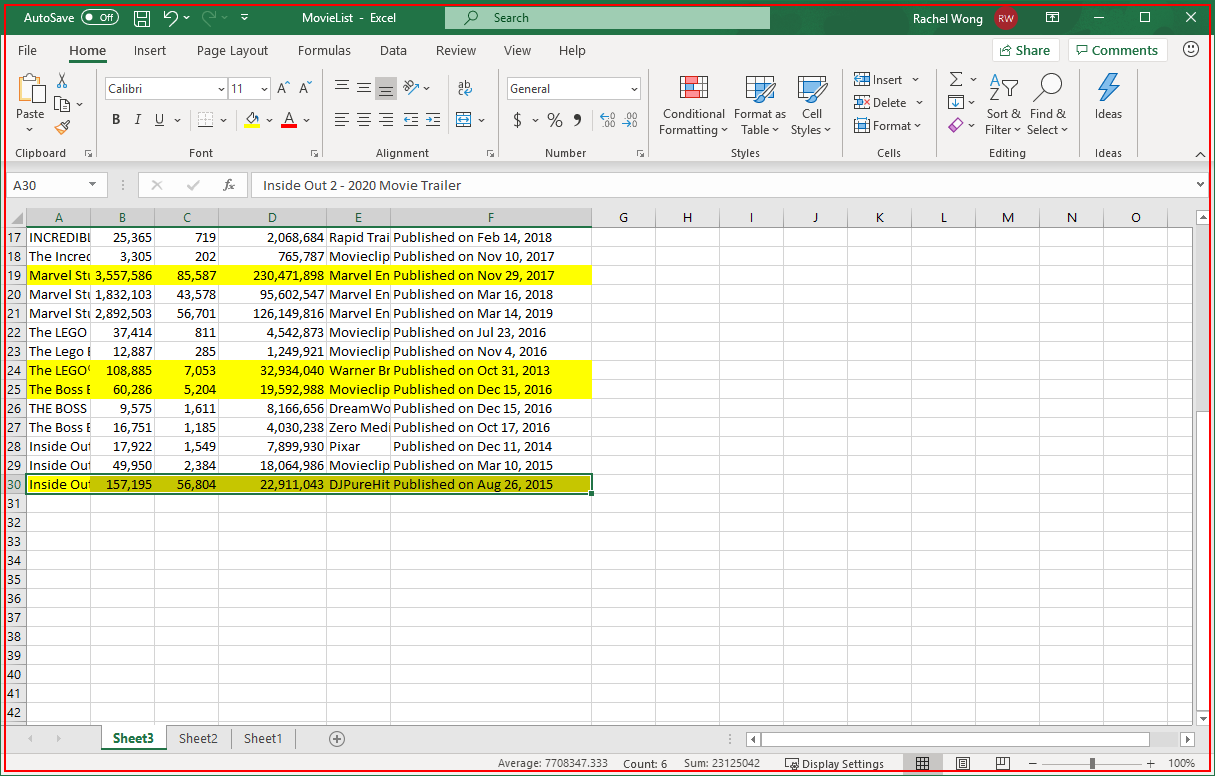 AutoSave Off MovieList - Excel Search Rachel Wong RW
File Home Insert Page Layout Formulas Data Review View Help Share Comments
Paste Calibri 11 A A ab General Conditional Formatting Format as Table Cell Styles Insert Delete Format Sort & Filter Find & Select Ideas
B I U A $ % 9
Clipboard Font Alignment Number Styles Cells Editing Ideas
A30 fx Inside Out 2 - 2020 Movie Trailer
A B C D E F G H I J K L M N O
17 INCREDIBL 25,365 719 2,068,684 Rapid Trai Published on Feb 14, 2018
18 The Incred 3,305 202 765,787 Movieclip Published on Nov 10, 2017
19 Marvel Stu 3,557,586 85,587 230,471,898 Marvel En Published on Nov 29, 2017
20 Marvel Stu 1,832,103 43,578 95,602,547 Marvel En Published on Mar 16, 2018
21 Marvel Stu 2,892,503 56,701 126,149,816 Marvel En Published on Mar 14, 2019
22 The LEGO 37,414 811 4,542,873 Movieclip Published on Jul 23, 2016
23 The Lego B 12,887 285 1,249,921 Movieclip Published on Nov 4, 2016
24 The LEGO® 108,885 7,053 32,934,040 Warner Br Published on Oct 31, 2013
25 The Boss B 60,286 5,204 19,592,988 Movieclip Published on Dec 15, 2016
26 THE BOSS 9,575 1,611 8,166,656 DreamWo Published on Dec 15, 2016
27 The Boss B 16,751 1,185 4,030,238 Zero Medi Published on Oct 17, 2016
28 Inside Out 17,922 1,549 7,899,930 Pixar Published on Dec 11, 2014
29 Inside Out 49,950 2,384 18,064,986 Movieclip Published on Mar 10, 2015
30 Inside Out 157,195 56,804 22,911,043 DJPureHit Published on Aug 26, 2015
31
32
33
34
35
36
37
38
39
40
41
42
Sheet3 Sheet2 Sheet1
Average: 7708347.333 Count: 6 Sum: 23125042 Display Settings 100%